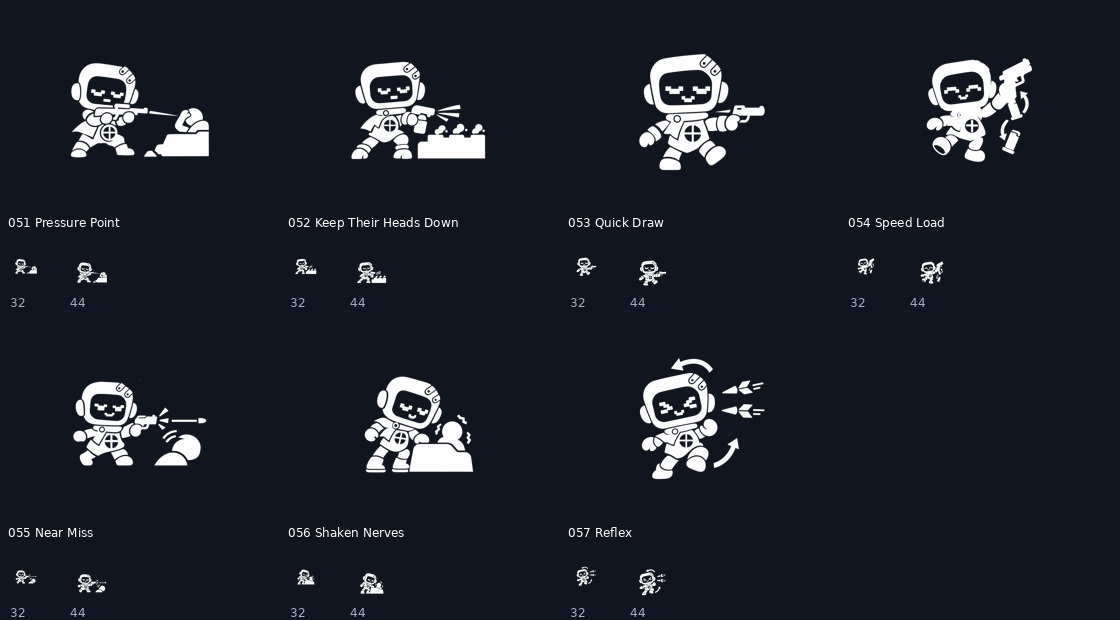 051 Pressure Point
052 Keep Their Heads Down
053 Quick Draw
054 Speed Load
32 44
32 44
32 44
32 44
055 Near Miss
056 Shaken Nerves
057 Reflex
32 44
32 44
32 44